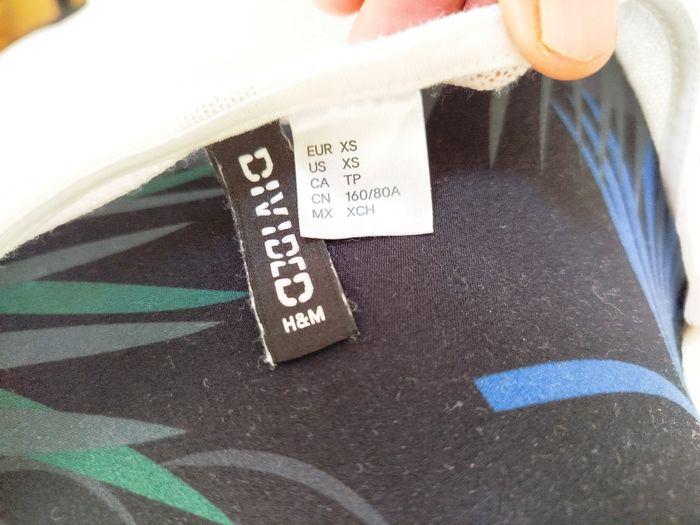 DIVIDED
H&M
EUR XS
US XS
CA TP
CN 160/80A
MX XCH